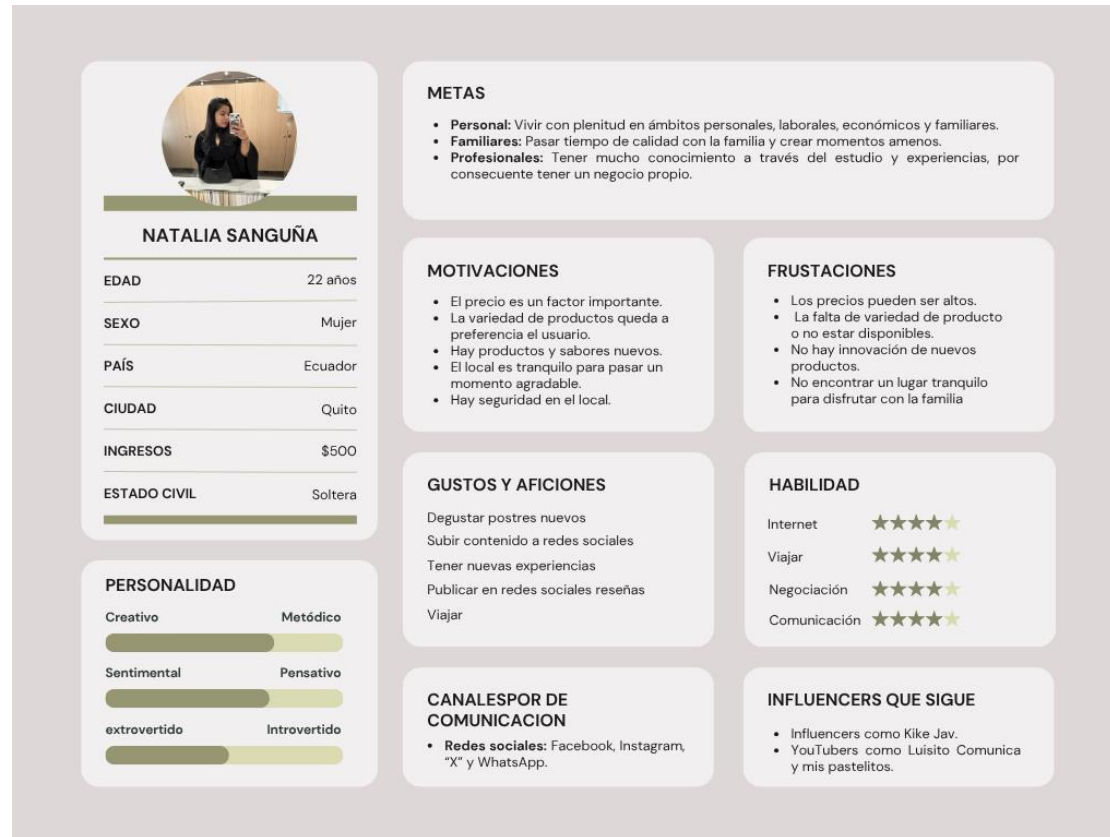 NATALIA SANGUÑA
EDAD 22 años
SEXO Mujer
PAÍS Ecuador
CIUDAD Quito
INGRESOS $500
ESTADO CIVIL Soltera
PERSONALIDAD
Creativo Metódico
Sentimental Pensativo
extrovertido Introvertido
METAS
• Personal: Vivir con plenitud en ámbitos personales, laborales, económicos y familiares.
• Familiares: Pasar tiempo de calidad con la familia y crear momentos amenos.
• Profesionales: Tener mucho conocimiento a través del estudio y experiencias, por
consecuente tener un negocio propio.
MOTIVACIONES
• El precio es un factor importante.
• La variedad de productos queda a
preferencia el usuario.
• Hay productos y sabores nuevos.
• El local es tranquilo para pasar un
momento agradable.
• Hay seguridad en el local.
FRUSTACIONES
• Los precios pueden ser altos.
• La falta de variedad de producto
o no estar disponibles.
• No hay innovación de nuevos
productos.
• No encontrar un lugar tranquilo
para disfrutar con la familia
GUSTOS Y AFICIONES
Degustar postres nuevos
Subir contenido a redes sociales
Tener nuevas experiencias
Publicar en redes sociales reseñas
Viajar
HABILIDAD
Internet
Viajar
Negociación
Comunicación
CANALESPOR DE
COMUNICACION
• Redes sociales: Facebook, Instagram,
“X” y WhatsApp.
INFLUENCERS QUE SIGUE
• Influencers como Kike Jav.
• YouTubers como Luisito Comunica
y mis pastelitos.